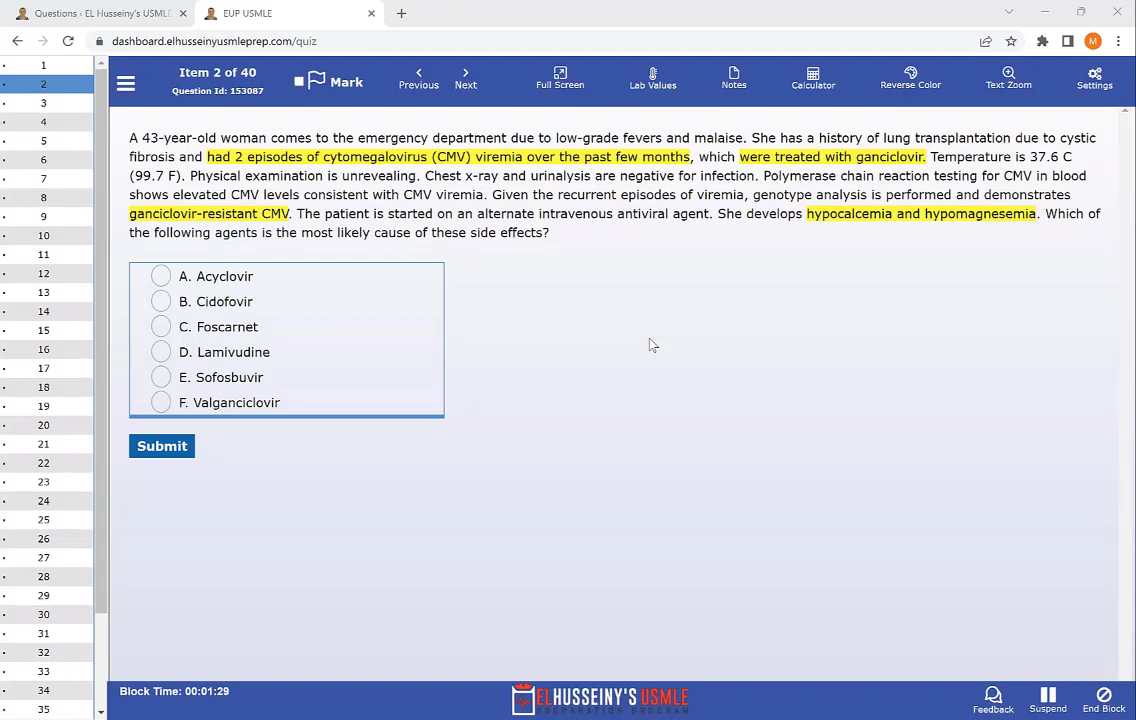 Questions ‹ EL Husseiny's USMLE
EUP USMLE
dashboard.elhusseinyusmleprep.com/quiz
M
1
2
3
4
5
6
7
8
9
10
11
12
13
14
15
16
17
18
19
20
21
22
23
24
25
26
27
28
29
30
31
32
33
34
35
Item 2 of 40
Question Id: 153087
Mark
Previous
Next
Full Screen
Lab Values
Notes
Calculator
Reverse Color
Text Zoom
Settings
A 43-year-old woman comes to the emergency department due to low-grade fevers and malaise. She has a history of lung transplantation due to cystic
fibrosis and had 2 episodes of cytomegalovirus (CMV) viremia over the past few months, which were treated with ganciclovir. Temperature is 37.6 C
(99.7 F). Physical examination is unrevealing. Chest x-ray and urinalysis are negative for infection. Polymerase chain reaction testing for CMV in blood
shows elevated CMV levels consistent with CMV viremia. Given the recurrent episodes of viremia, genotype analysis is performed and demonstrates
ganciclovir-resistant CMV. The patient is started on an alternate intravenous antiviral agent. She develops hypocalcemia and hypomagnesemia. Which of
the following agents is the most likely cause of these side effects?
A. Acyclovir
B. Cidofovir
C. Foscarnet
D. Lamivudine
E. Sofosbuvir
F. Valganciclovir
Submit
Block Time: 00:01:29
ELHUSSEINY'S USMLE
PREPARATION PROGRAM
Feedback
Suspend
End Block